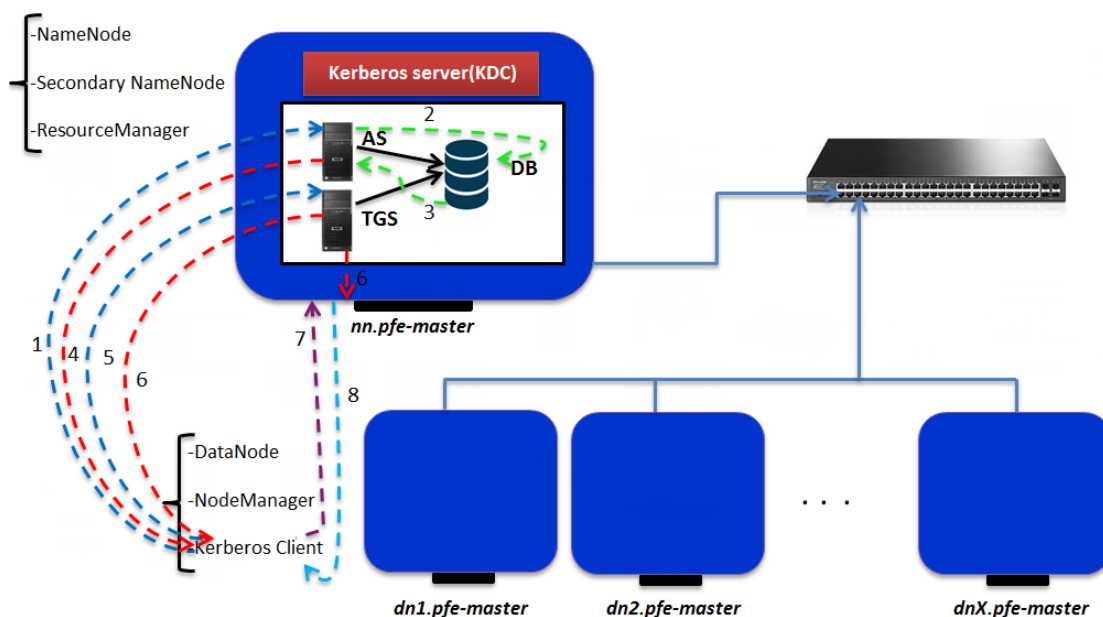 -NameNode
-Secondary NameNode
-ResourceManager
Kerberos server(KDC)
2
AS
DB
3
TGS
6
nn.pfe-master
1
4
5
6
7
8
-DataNode
-NodeManager
-Kerberos Client
. . .
dn1.pfe-master
dn2.pfe-master
dnX.pfe-master